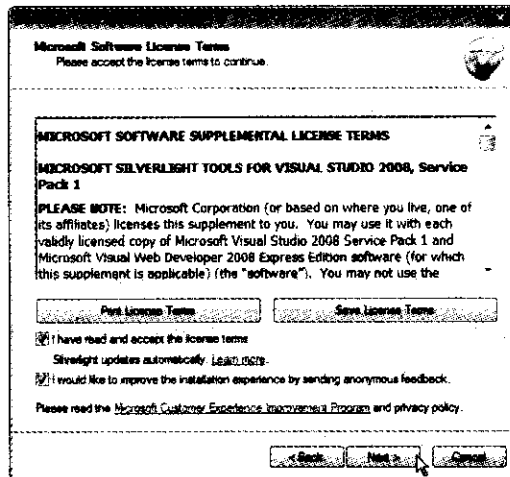 Microsoft Software License Terms
Please accept the license terms to continue.
MICROSOFT SOFTWARE SUPPLEMENTAL LICENSE TERMS
MICROSOFT SILVERLIGHT TOOLS FOR VISUAL STUDIO 2008, Service
Pack 1
PLEASE NOTE: Microsoft Corporation (or based on where you live, one of
its affiliates) licenses this supplement to you. You may use it with each
validly licensed copy of Microsoft Visual Studio 2008 Service Pack 1 and
Microsoft Visual Web Developer 2008 Express Edition software (for which
this supplement is applicable) (the "software"). You may not use the
Print License Terms Save License Terms
I have read and accept the license terms
Silverlight updates automatically. Learn more.
I would like to improve the installation experience by sending anonymous feedback.
Please read the Microsoft Customer Experience Improvement Program and privacy policy.
< Back Next > Cancel